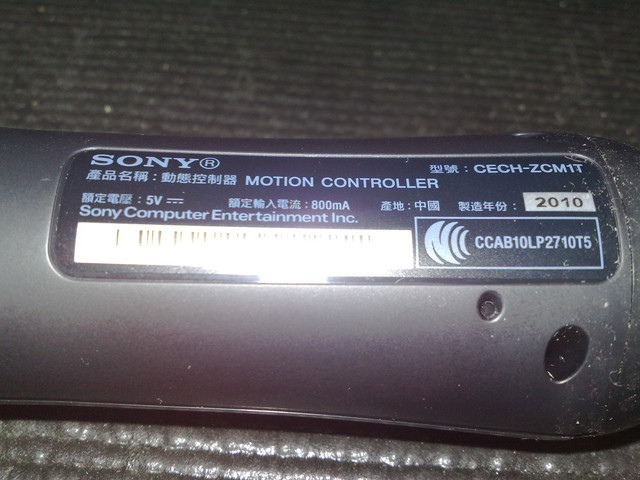 SONY®
型號：CECH-ZCM1T
產品名稱：動態控制器 MOTION CONTROLLER
額定電壓：5V⎓ 額定輸入電流：800mA 產地：中國 製造年份：2010
Sony Computer Entertainment Inc.
CCAB10LP2710T5